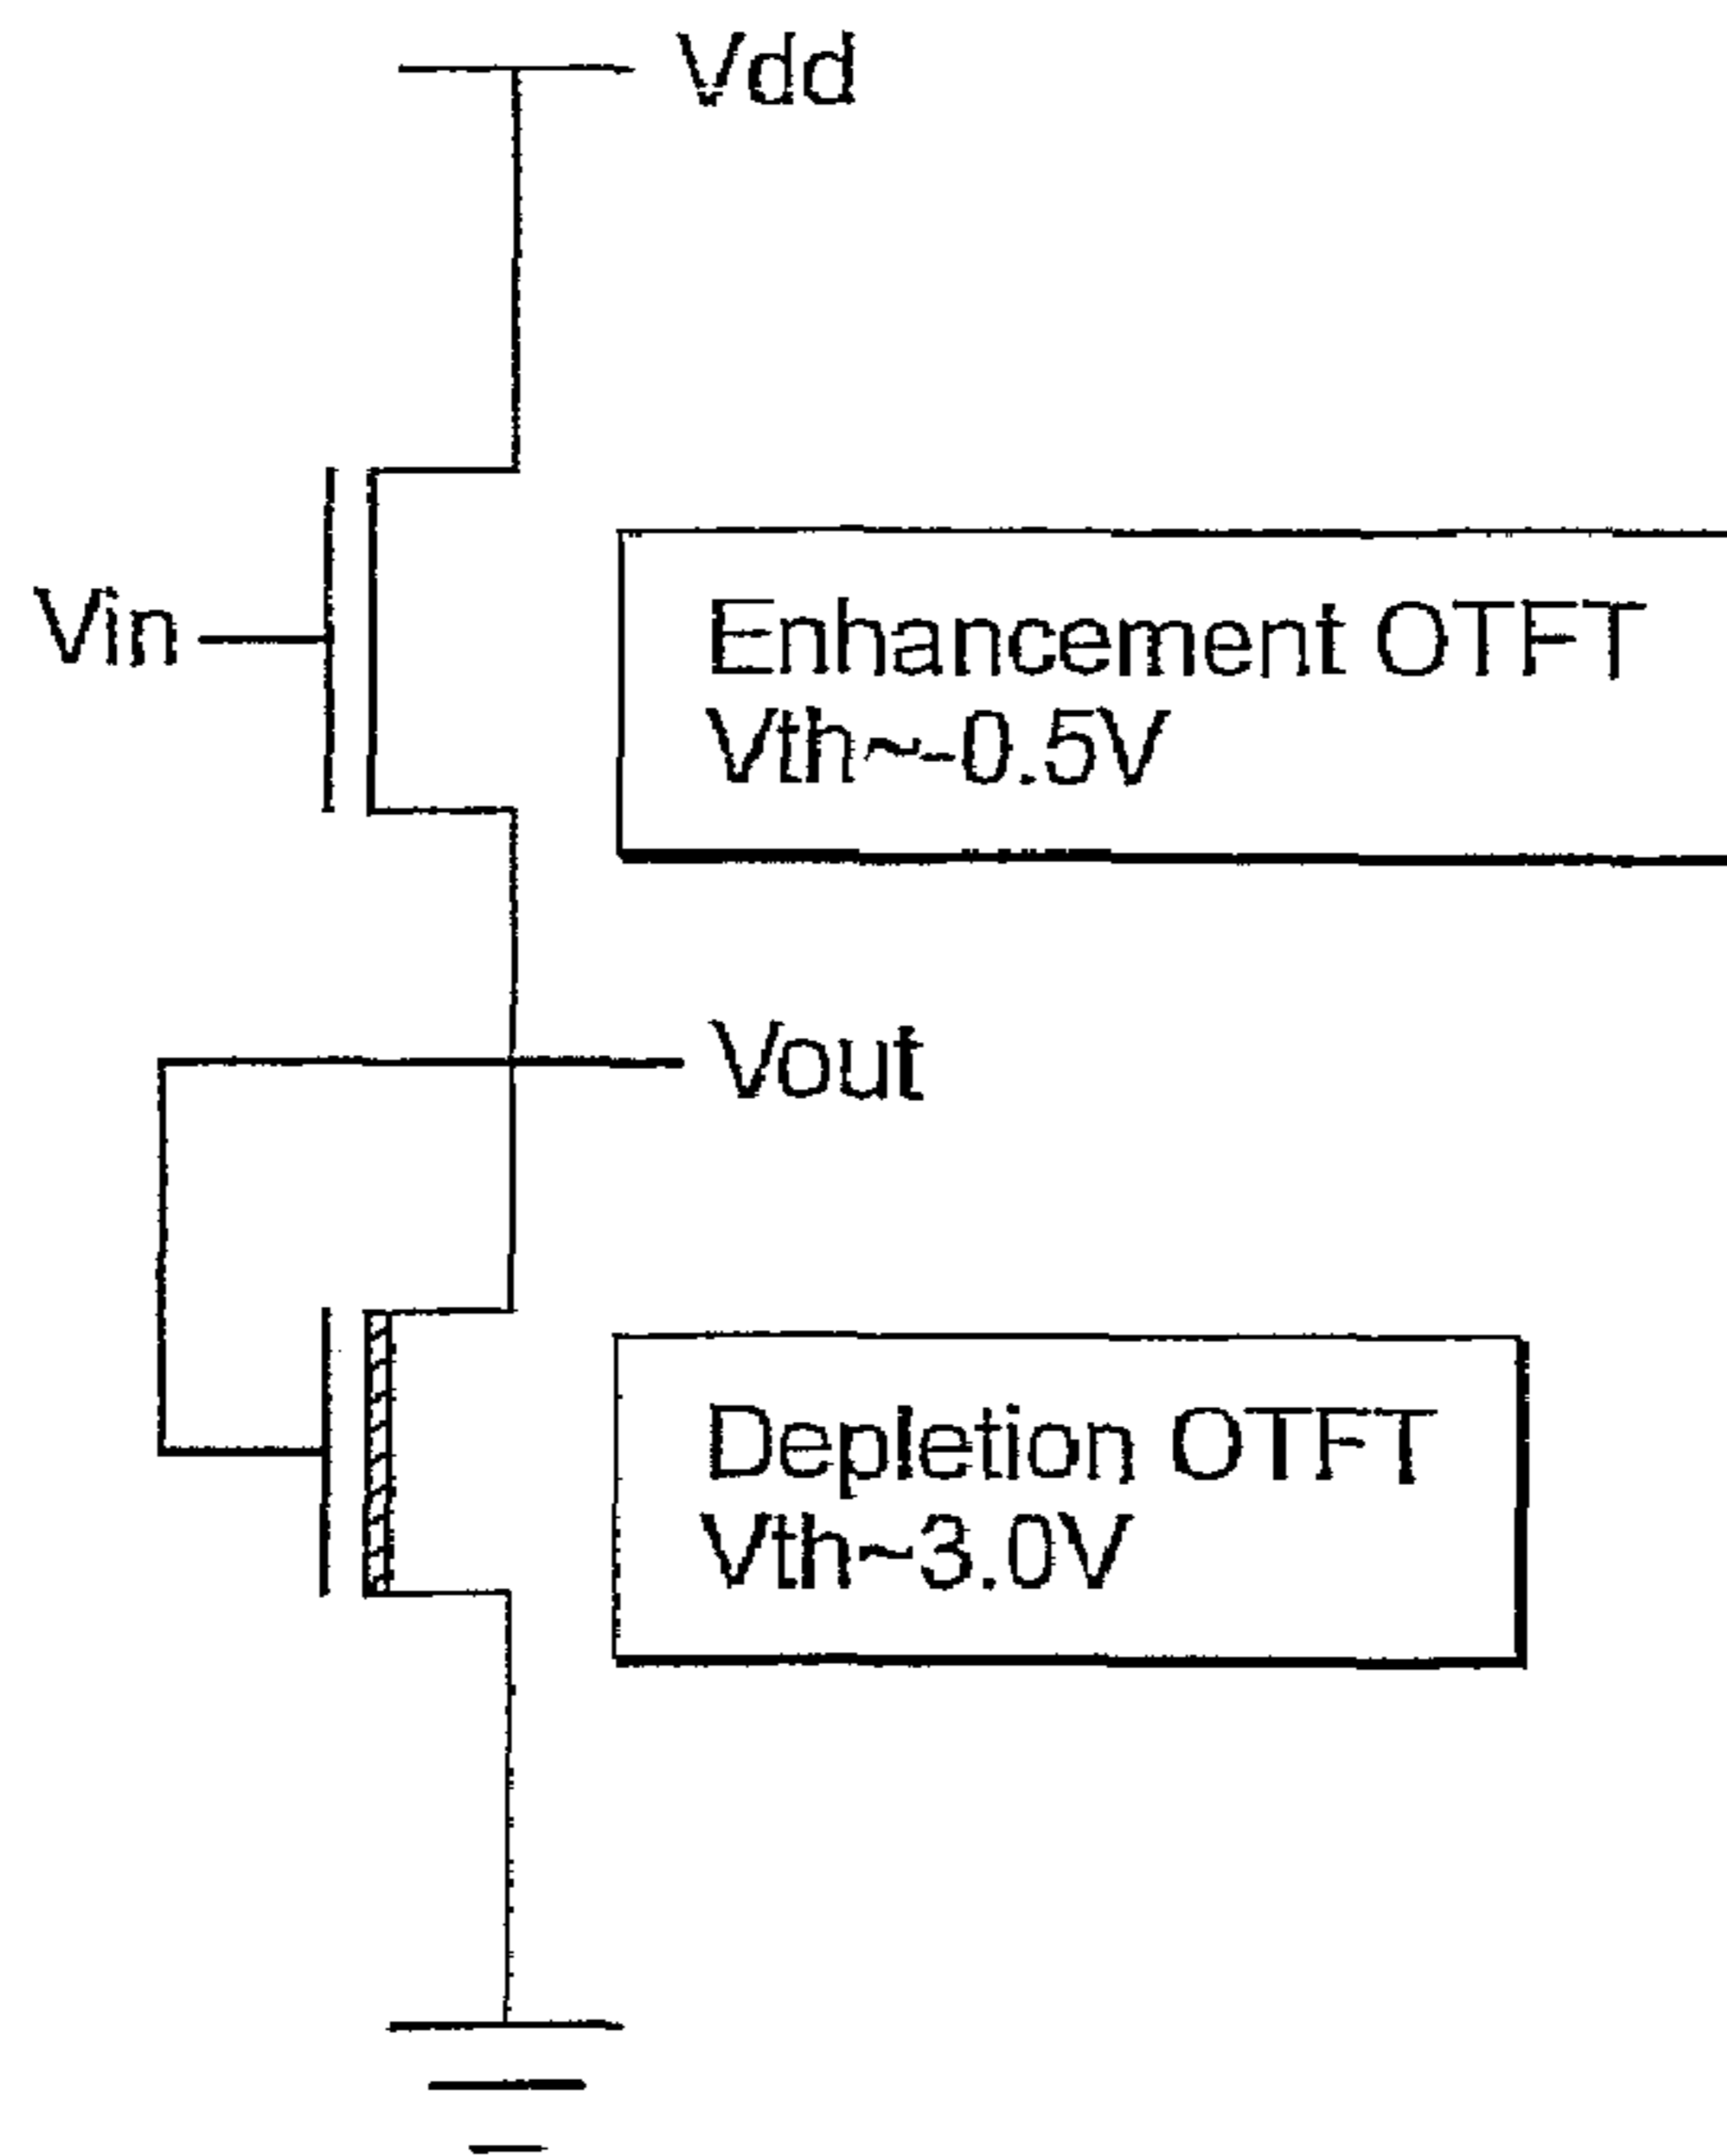 Vdd
Vin
Enhancement OTFT
Vth~-0.5V
Vout
Depletion OTFT
Vth~3.0V